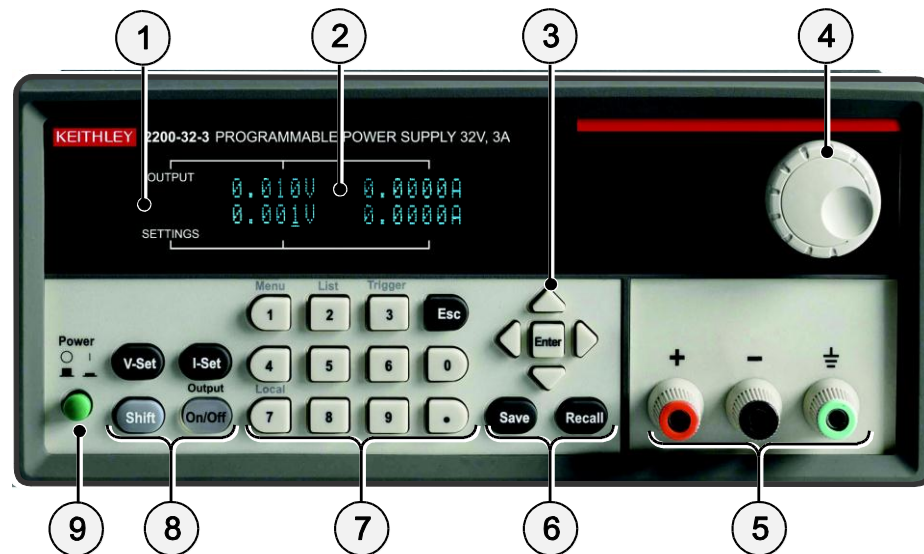 1 2 3 4
KEITHLEY 2200-32-3 PROGRAMMABLE POWER SUPPLY 32V, 3A
OUTPUT
0.010V 0.0000A
0.001V 0.0000A
SETTINGS
Menu List Trigger
1 2 3 Esc
Power
V-Set I-Set 4 5 6 0
Enter
Output
Local
Shift On/Off 7 8 9 .
Save Recall
+ -
9 8 7 6 5